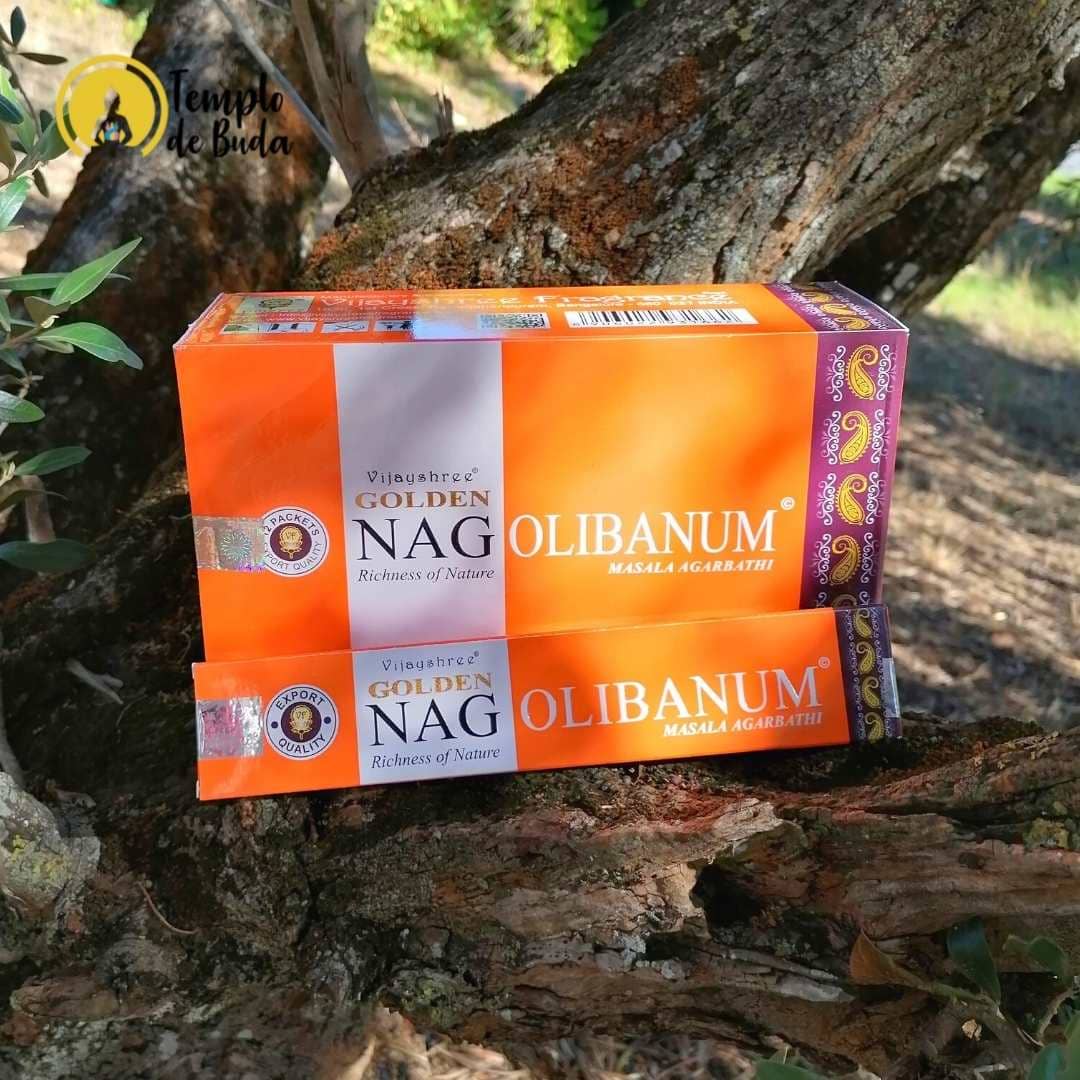 Templo
de Buda
Vijayshree Fragrance
Vijayshree®
GOLDEN
NAG
Richness of Nature
OLIBANUM©
MASALA AGARBATHI
12 PACKETS
EXPORT QUALITY
Vijayshree®
GOLDEN
NAG
Richness of Nature
OLIBANUM©
MASALA AGARBATHI
EXPORT
QUALITY